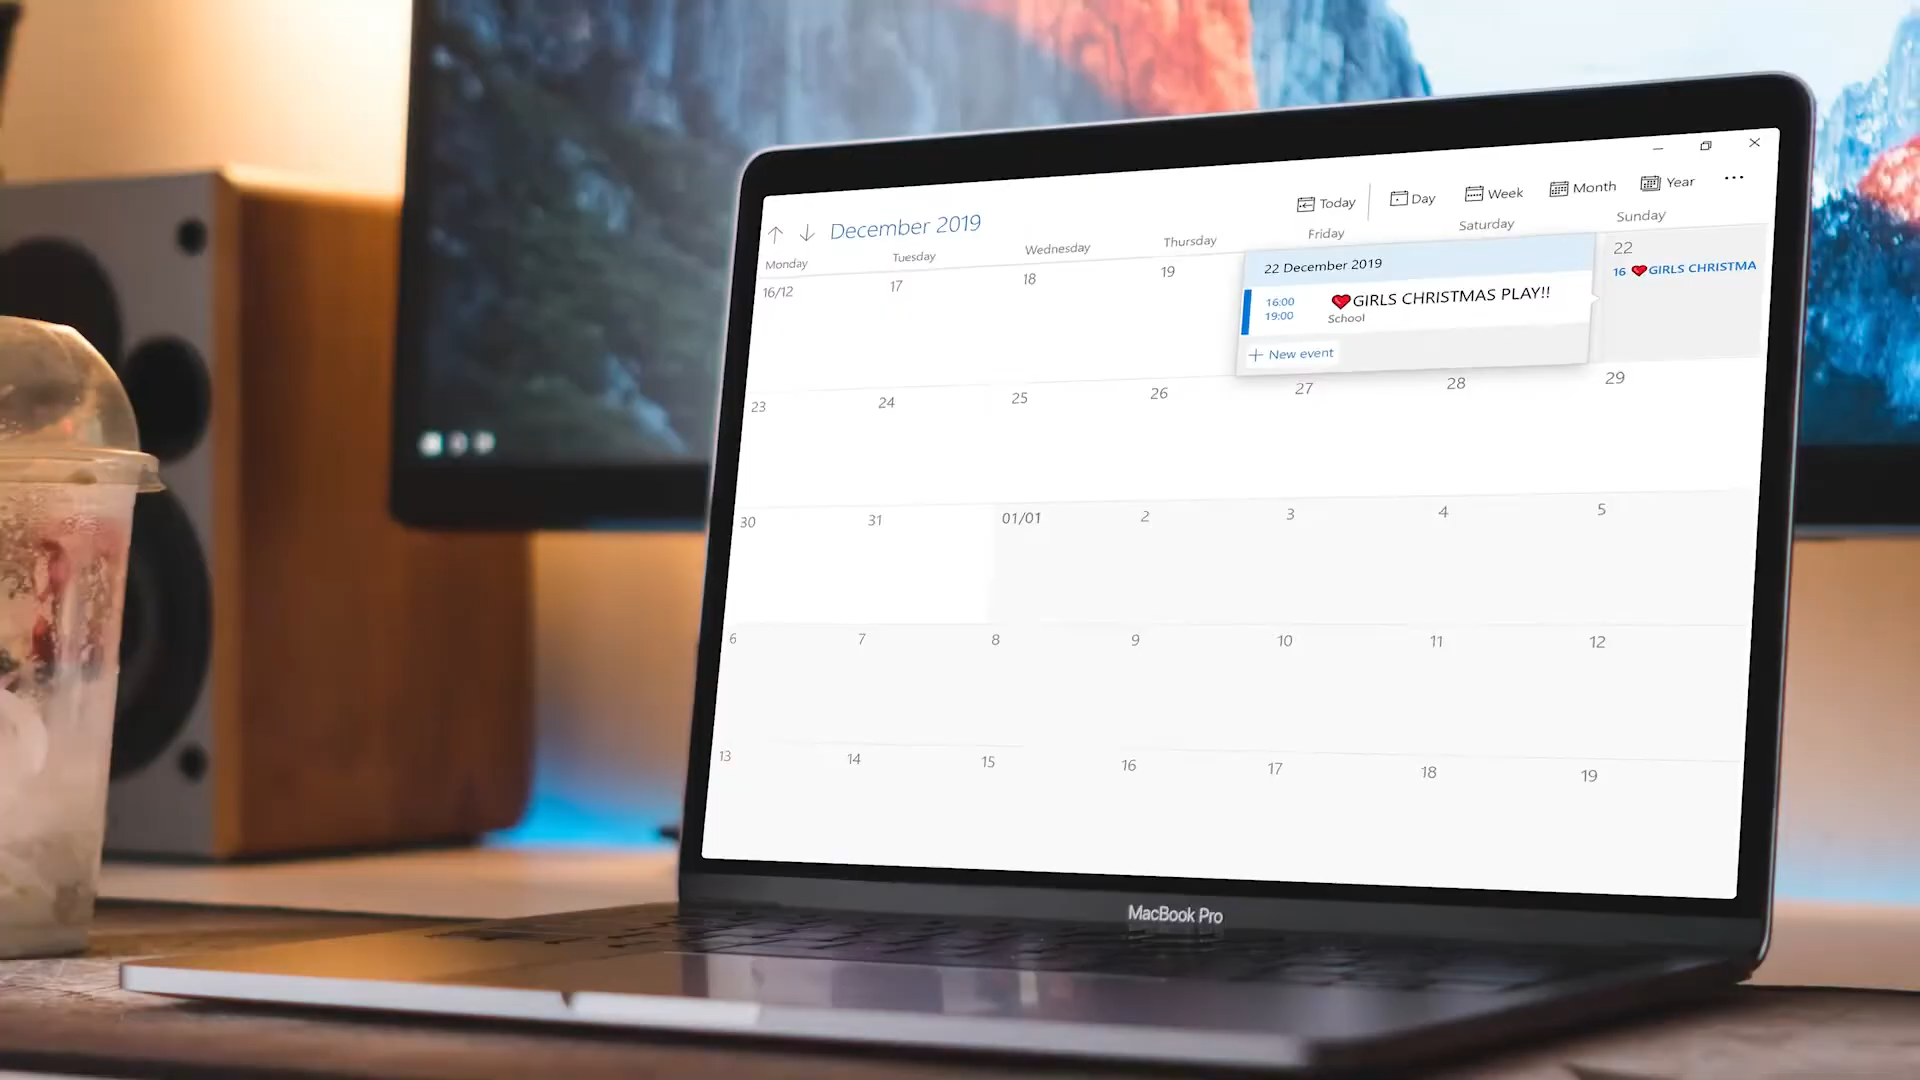 Today Day Week Month Year
December 2019
Monday Tuesday Wednesday Thursday Friday Saturday Sunday
16/12 17 18 19 22
16 ❤GIRLS CHRISTMA
22 December 2019
16:00 ❤GIRLS CHRISTMAS PLAY!!
19:00 School
New event
23 24 25 26 27 28 29
30 31 01/01 2 3 4 5
6 7 8 9 10 11 12
13 14 15 16 17 18 19
MacBook Pro